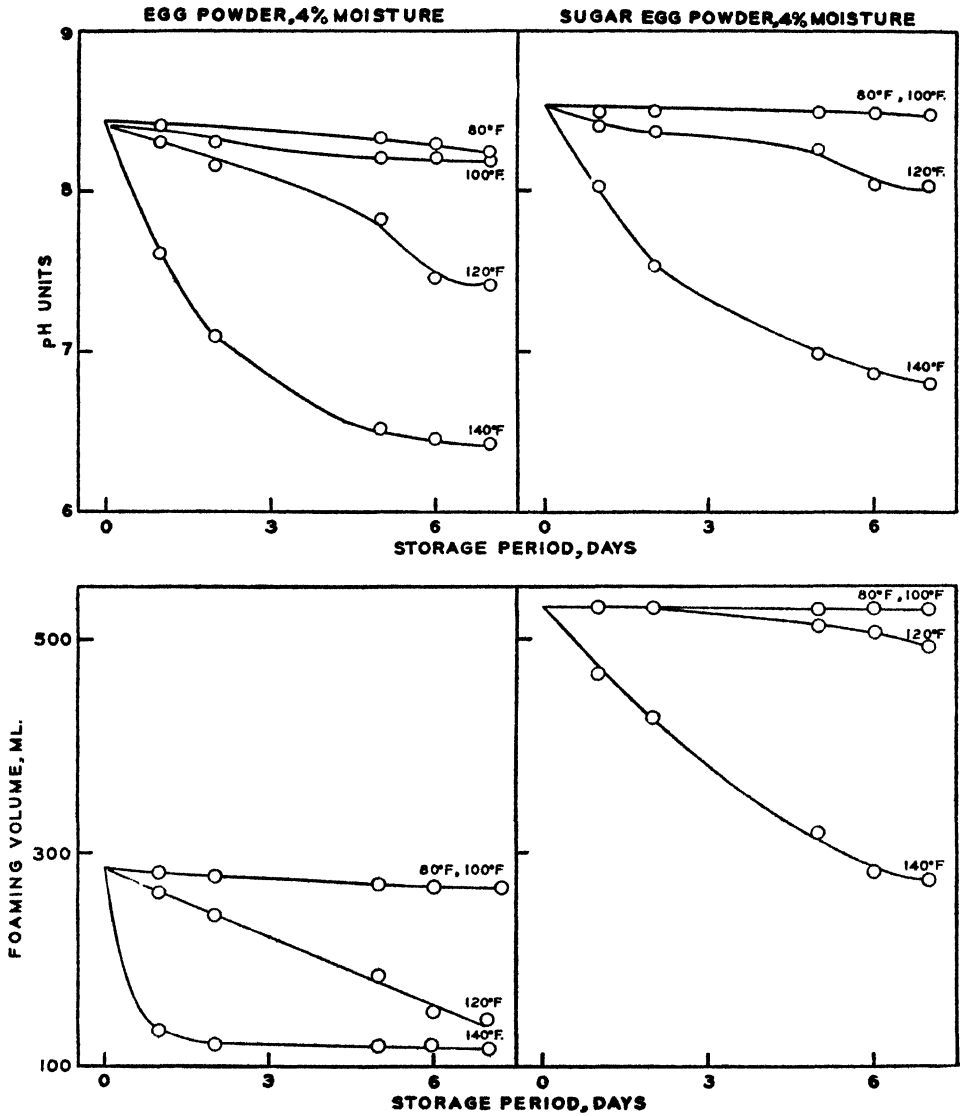 EGG POWDER, 4% MOISTURE
SUGAR EGG POWDER, 4% MOISTURE
9
8
7
6
pH UNITS
80°F
100°F.
120°F
140°F
80°F, 100°F.
120°F.
140°F
0 3 6 0 3 6
STORAGE PERIOD, DAYS
500
300
100
FOAMING VOLUME, ML.
80°F, 100°F
120°F
140°F.
80°F, 100°F
120°F
140°F
0 3 6 0 3 6
STORAGE PERIOD, DAYS